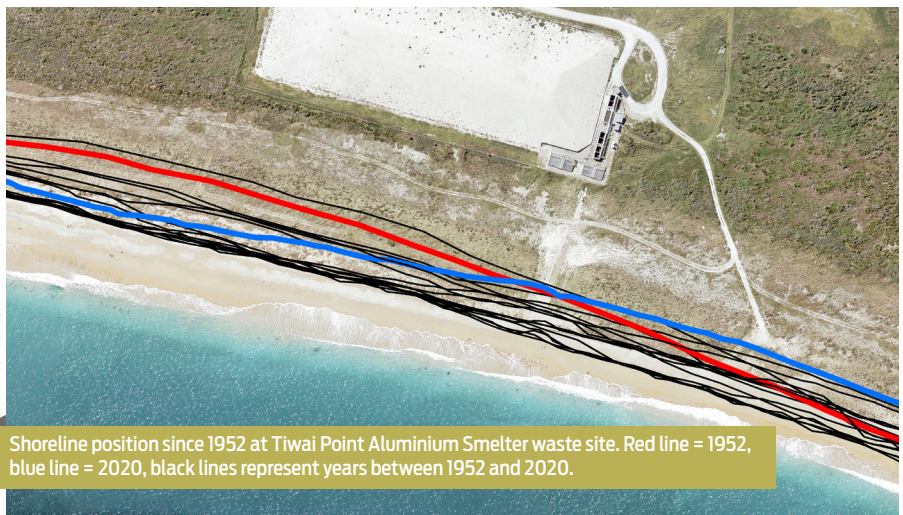 Shoreline position since 1952 at Tiwai Point Aluminium Smelter waste site. Red line = 1952,
blue line = 2020, black lines represent years between 1952 and 2020.